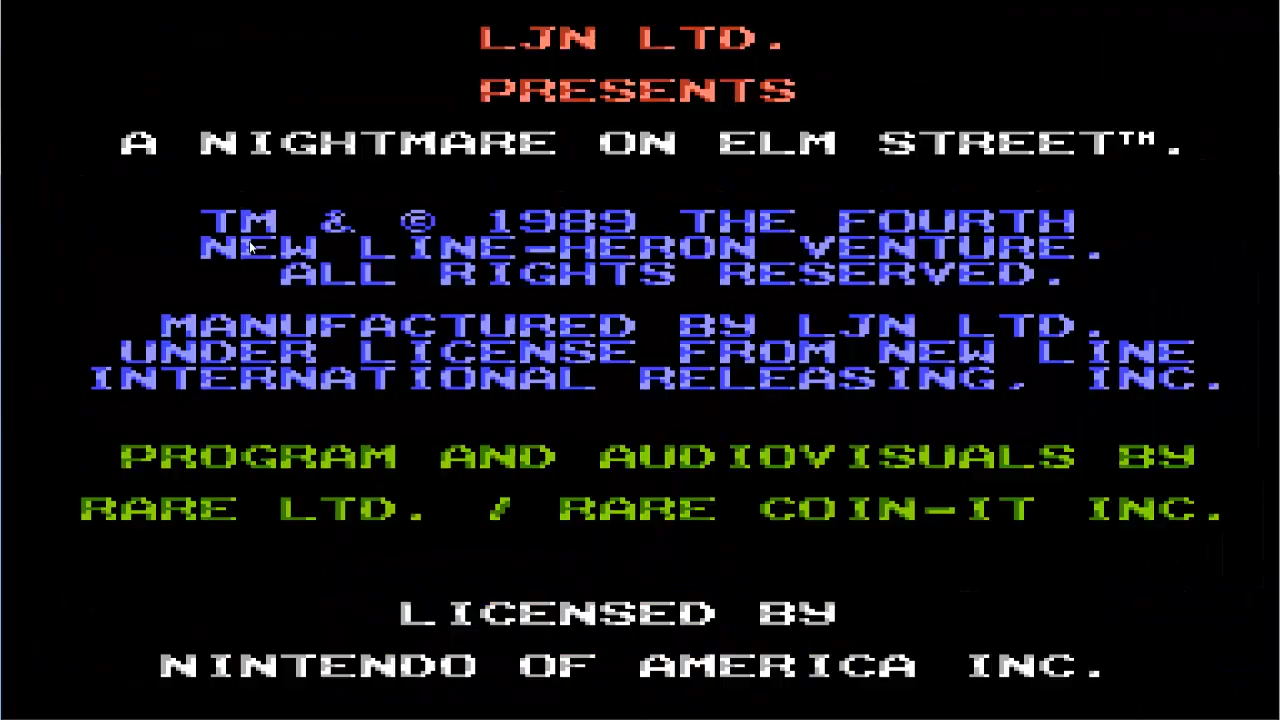 LJN LTD.
PRESENTS
A NIGHTMARE ON ELM STREET™.
TM & © 1989 THE FOURTH
NEW LINE-HERON VENTURE.
ALL RIGHTS RESERVED.
MANUFACTURED BY LJN LTD.
UNDER LICENSE FROM NEW LINE
INTERNATIONAL RELEASING, INC.
PROGRAM AND AUDIOVISUALS BY
RARE LTD. / RARE COIN-IT INC.
LICENSED BY
NINTENDO OF AMERICA INC.